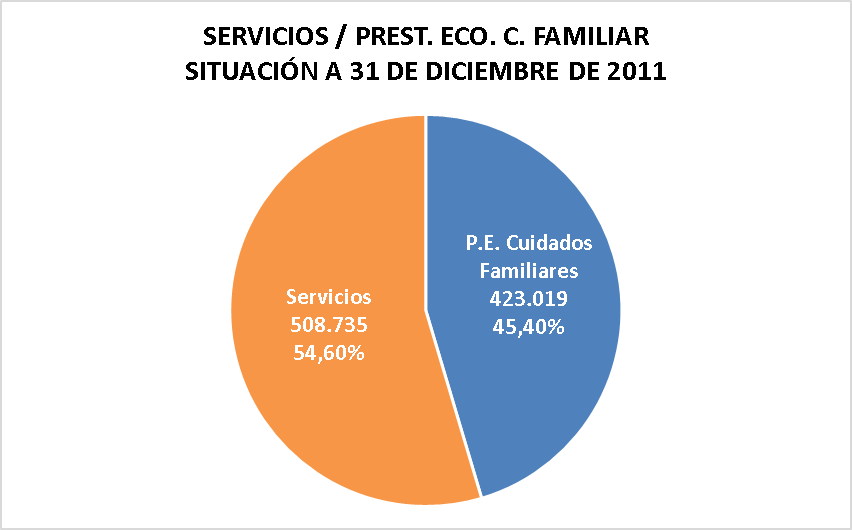 SERVICIOS / PREST. ECO. C. FAMILIAR
SITUACIÓN A 31 DE DICIEMBRE DE 2011
P.E. Cuidados
Familiares
423.019
45,40%
Servicios
508.735
54,60%